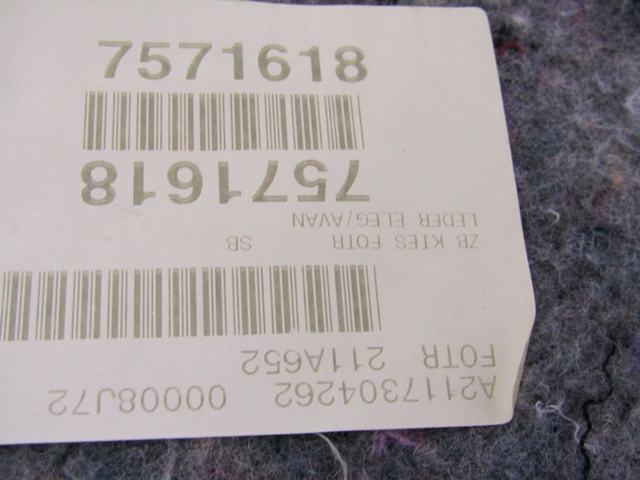 7571618
A2117304262 00008J72
FOTR 211A652
ZB KIES FOTR SB
LEDER ELEG/AVAN
7571618